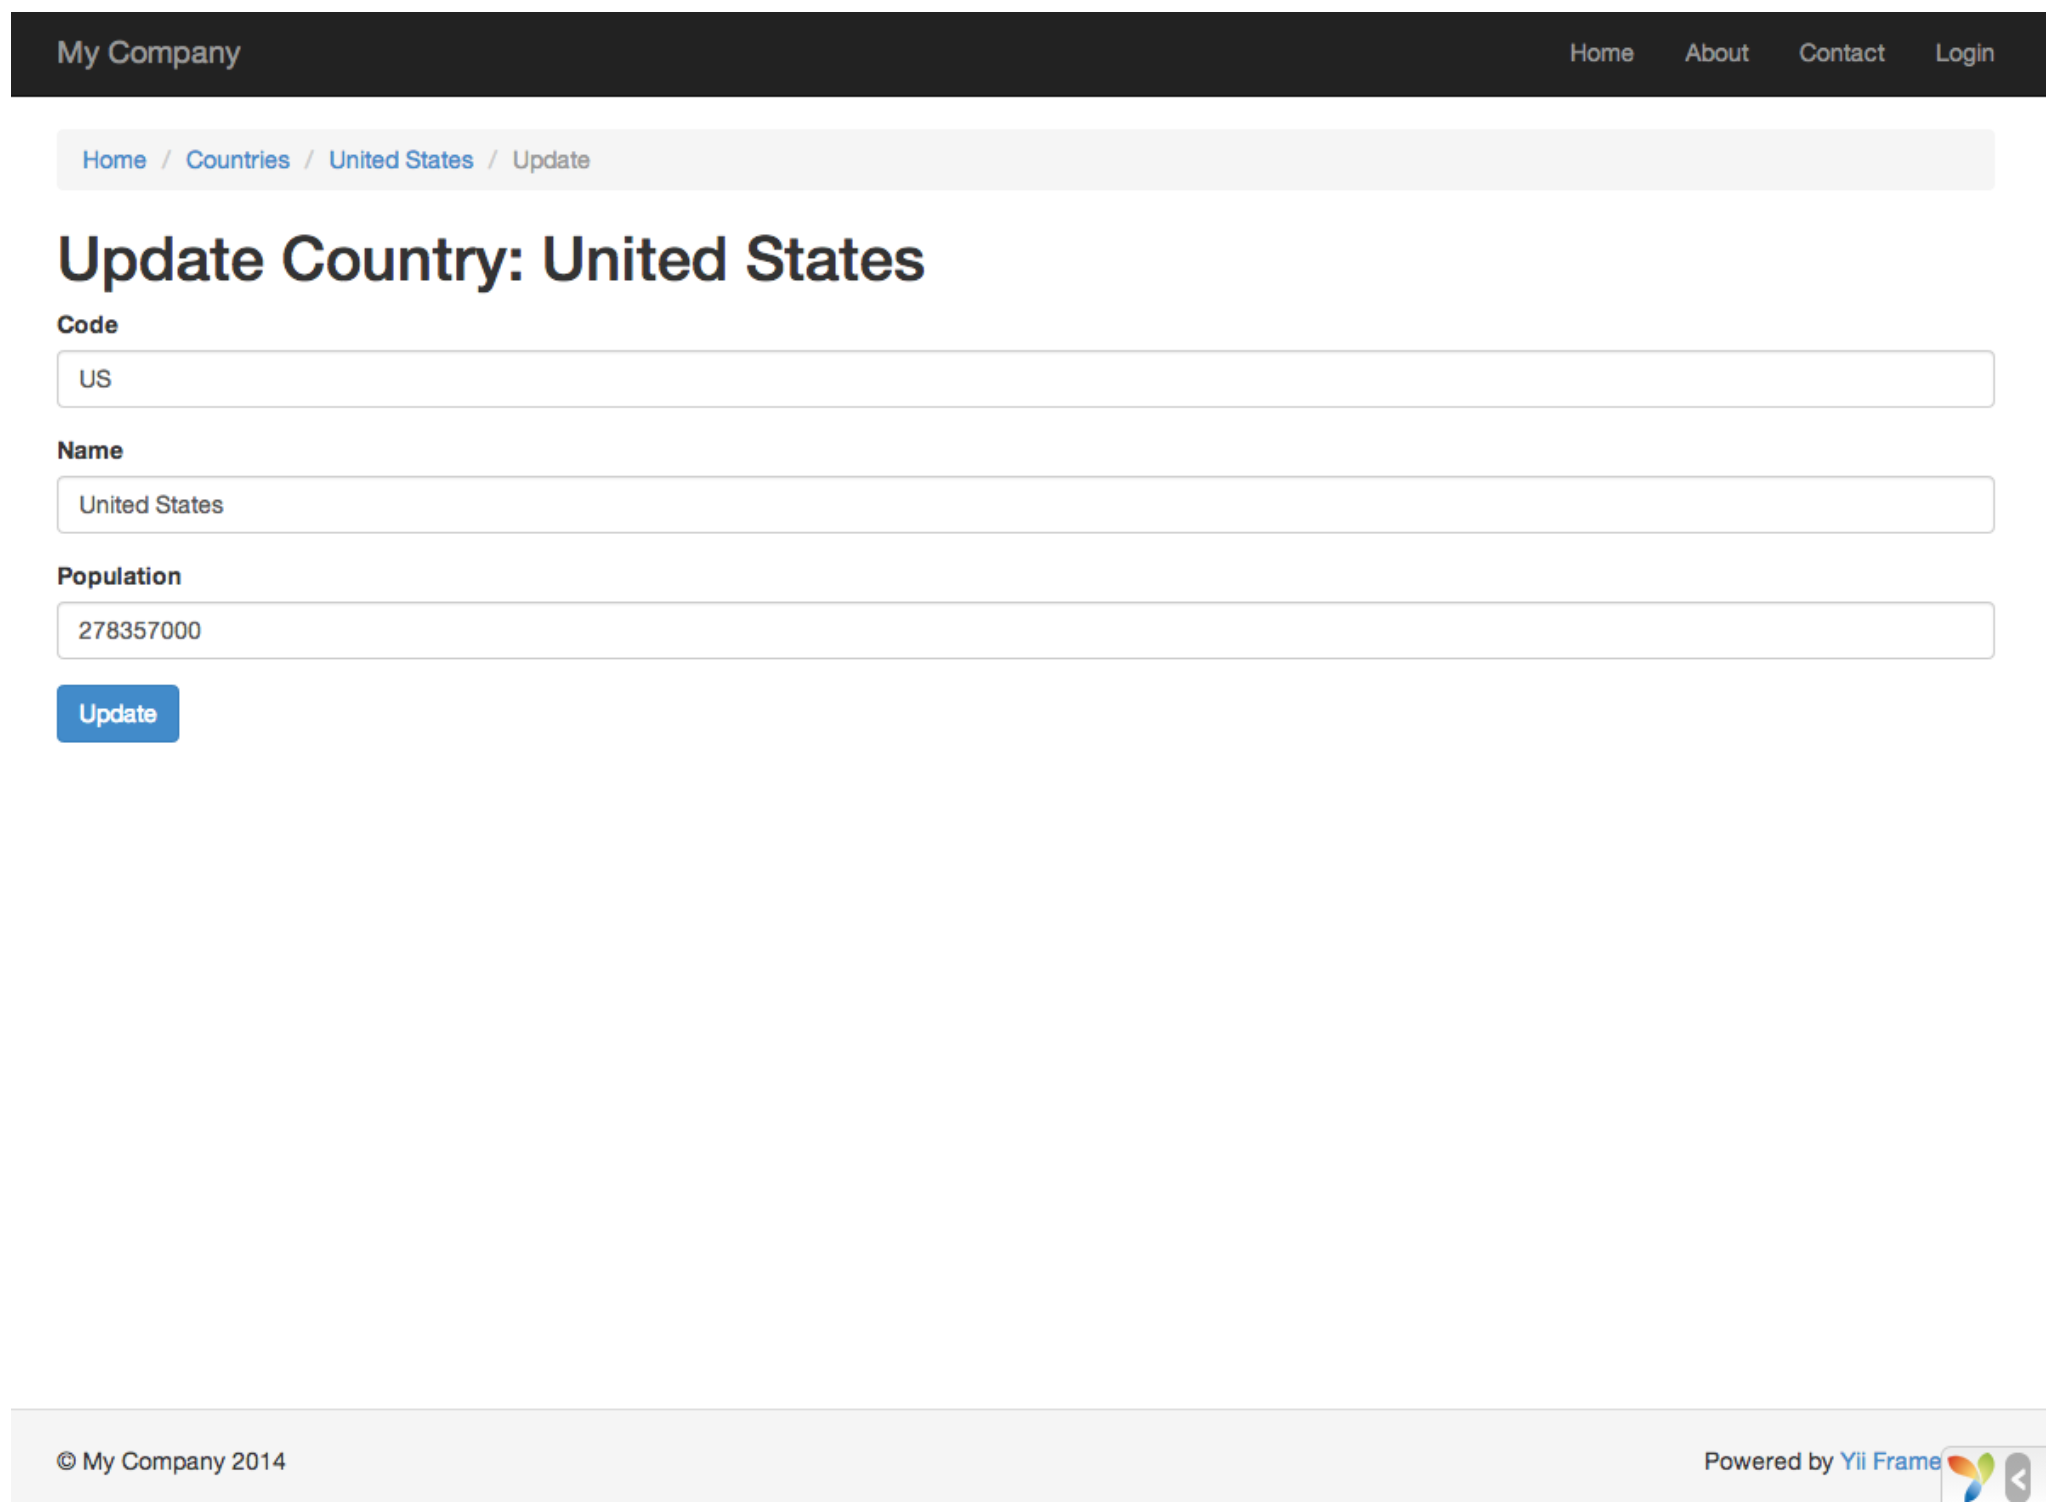 My Company Home About Contact Login
Home / Countries / United States / Update
Update Country: United States
Code
US
Name
United States
Population
278357000
Update
© My Company 2014 Powered by Yii Frame